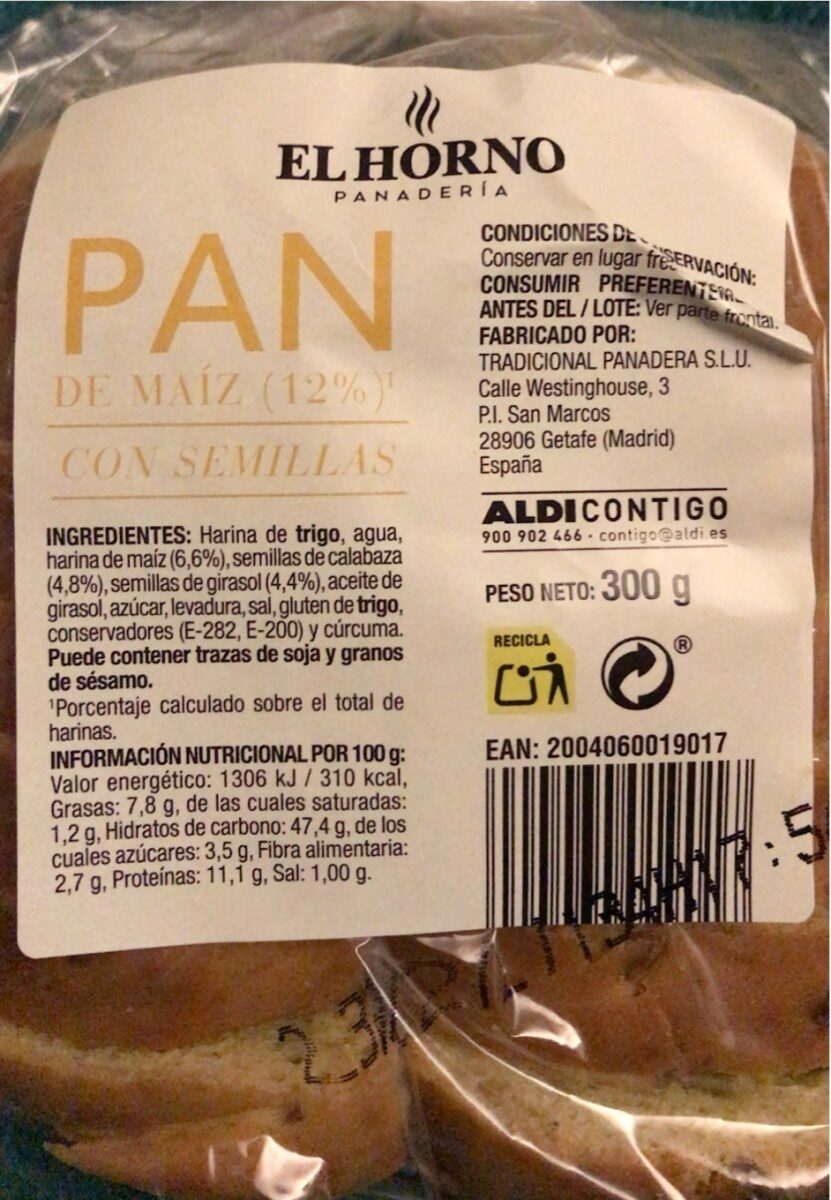 EL HORNO
PANADERÍA
PAN
DE MAÍZ (12%)¹
CON SEMILLAS
INGREDIENTES: Harina de trigo, agua,
harina de maíz (6,6%), semillas de calabaza
(4,8%), semillas de girasol (4,4%), aceite de
girasol, azúcar, levadura, sal, gluten de trigo,
conservadores (E-282, E-200) y cúrcuma.
Puede contener trazas de soja y granos
de sésamo.
¹Porcentaje calculado sobre el total de
harinas.
INFORMACIÓN NUTRICIONAL POR 100 g:
Valor energético: 1306 kJ / 310 kcal,
Grasas: 7,8 g, de las cuales saturadas:
1,2 g, Hidratos de carbono: 47,4 g, de los
cuales azúcares: 3,5 g, Fibra alimentaria:
2,7 g, Proteínas: 11,1 g, Sal: 1,00 g.
CONDICIONES DE SERVACIÓN:
Conservar en lugar
CONSUMIR PREFERENTEM
ANTES DEL / LOTE: Ver parte frontal.
FABRICADO POR:
TRADICIONAL PANADERA S.L.U.
Calle Westinghouse, 3
P.I. San Marcos
28906 Getafe (Madrid)
España
ALDI CONTIGO
900 902 466 · contigo@aldi.es
PESO NETO: 300 g
RECICLA
®
EAN: 2004060019017